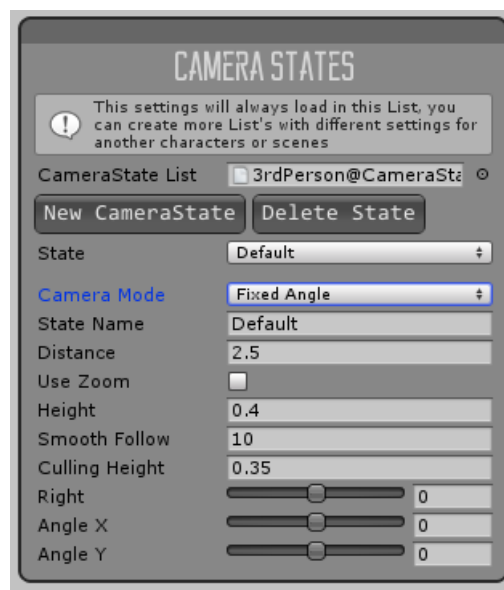 CAMERA STATES
This settings will always load in this List, you
can create more List's with different settings for
another characters or scenes
CameraState List 3rdPerson@CameraSta
New CameraState Delete State
State Default
Camera Mode Fixed Angle
State Name Default
Distance 2.5
Use Zoom
Height 0.4
Smooth Follow 10
Culling Height 0.35
Right 0
Angle X 0
Angle Y 0